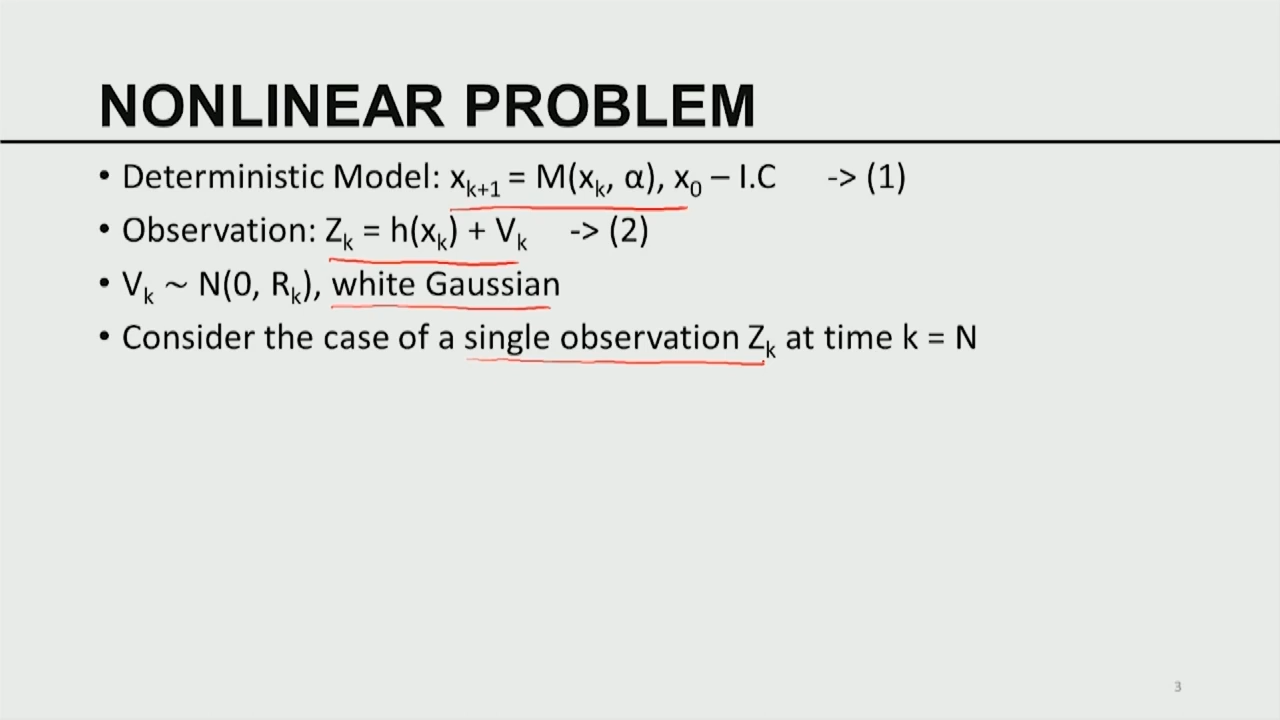 NONLINEAR PROBLEM
• Deterministic Model: xₖ₊₁ = M(xₖ, α), x₀ – I.C -> (1)
• Observation: Zₖ = h(xₖ) + Vₖ -> (2)
• Vₖ ~ N(0, Rₖ), white Gaussian
• Consider the case of a single observation Zₖ at time k = N
3